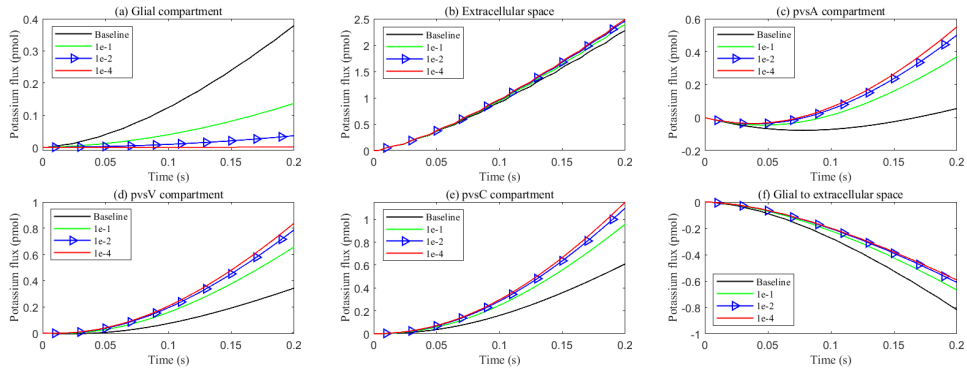 (a) Glial compartment
Potassium flux (pmol)
0.4
0.3
0.2
0.1
0
Baseline
1e-1
1e-2
1e-4
0 0.05 0.1 0.15 0.2
Time (s)
(b) Extracellular space
Potassium flux (pmol)
2.5
2.0
1.5
1.0
0.5
0
Baseline
1e-1
1e-2
1e-4
0 0.05 0.1 0.15 0.2
Time (s)
(c) pvsA compartment
Potassium flux (pmol)
0.6
0.4
0.2
0
-0.2
Baseline
1e-1
1e-2
1e-4
0 0.05 0.1 0.15 0.2
Time (s)
(d) pvsV compartment
Potassium flux (pmol)
1
0.8
0.6
0.4
0.2
0
Baseline
1e-1
1e-2
1e-4
0 0.05 0.1 0.15 0.2
Time (s)
(e) pvsC compartment
Potassium flux (pmol)
1
0.8
0.6
0.4
0.2
0
Baseline
1e-1
1e-2
1e-4
0 0.05 0.1 0.15 0.2
Time (s)
(f) Glial to extracellular space
Potassium flux (pmol)
0
-0.2
-0.4
-0.6
-0.8
-1
Baseline
1e-1
1e-2
1e-4
0 0.05 0.1 0.15 0.2
Time (s)